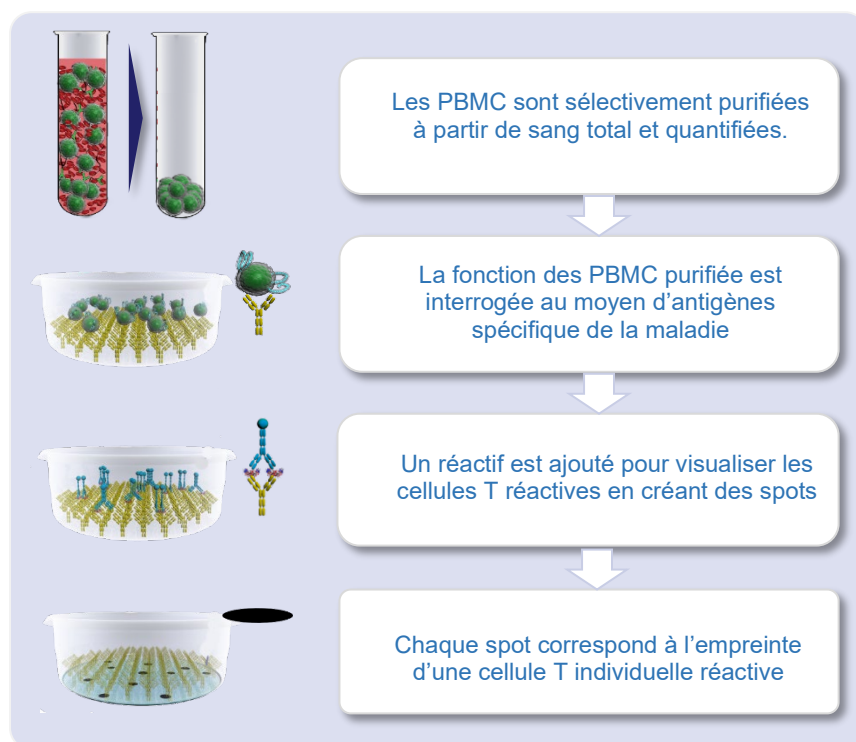 Les PBMC sont sélectivement purifiées
à partir de sang total et quantifiées.
La fonction des PBMC purifiée est
interrogée au moyen d'antigènes
spécifique de la maladie
Un réactif est ajouté pour visualiser les
cellules T réactives en créant des spots
Chaque spot correspond à l'empreinte
d'une cellule T individuelle réactive